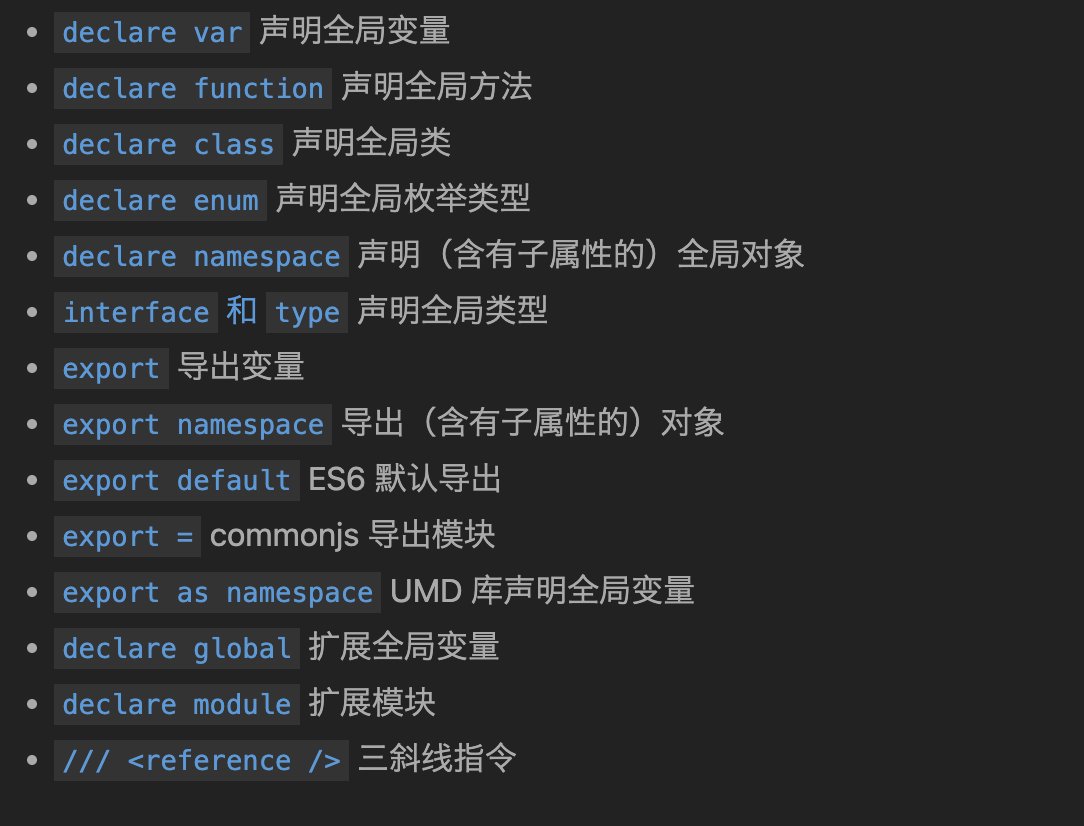 declare var 声明全局变量
declare function 声明全局方法
declare class 声明全局类
declare enum 声明全局枚举类型
declare namespace 声明（含有子属性的）全局对象
interface 和 type 声明全局类型
export 导出变量
export namespace 导出（含有子属性的）对象
export default ES6 默认导出
export = commonjs 导出模块
export as namespace UMD 库声明全局变量
declare global 扩展全局变量
declare module 扩展模块
/// <reference /> 三斜线指令